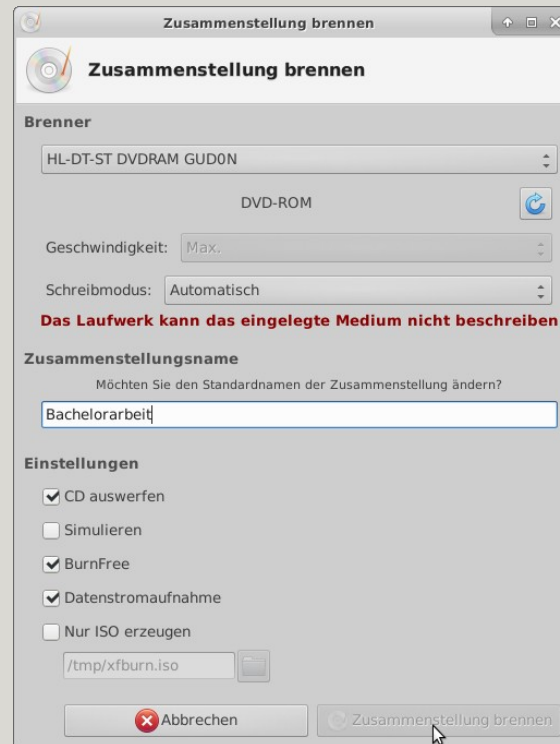 Zusammenstellung brennen
Zusammenstellung brennen
Brenner
HL-DT-ST DVDRAM GUD0N
DVD-ROM
Geschwindigkeit: Max.
Schreibmodus: Automatisch
Das Laufwerk kann das eingelegte Medium nicht beschreiben
Zusammenstellungsname
Möchten Sie den Standardnamen der Zusammenstellung ändern?
Bachelorarbeit
Einstellungen
CD auswerfen
Simulieren
BurnFree
Datenstromaufnahme
Nur ISO erzeugen
/tmp/xfburn.iso
Abbrechen Zusammenstellung brennen